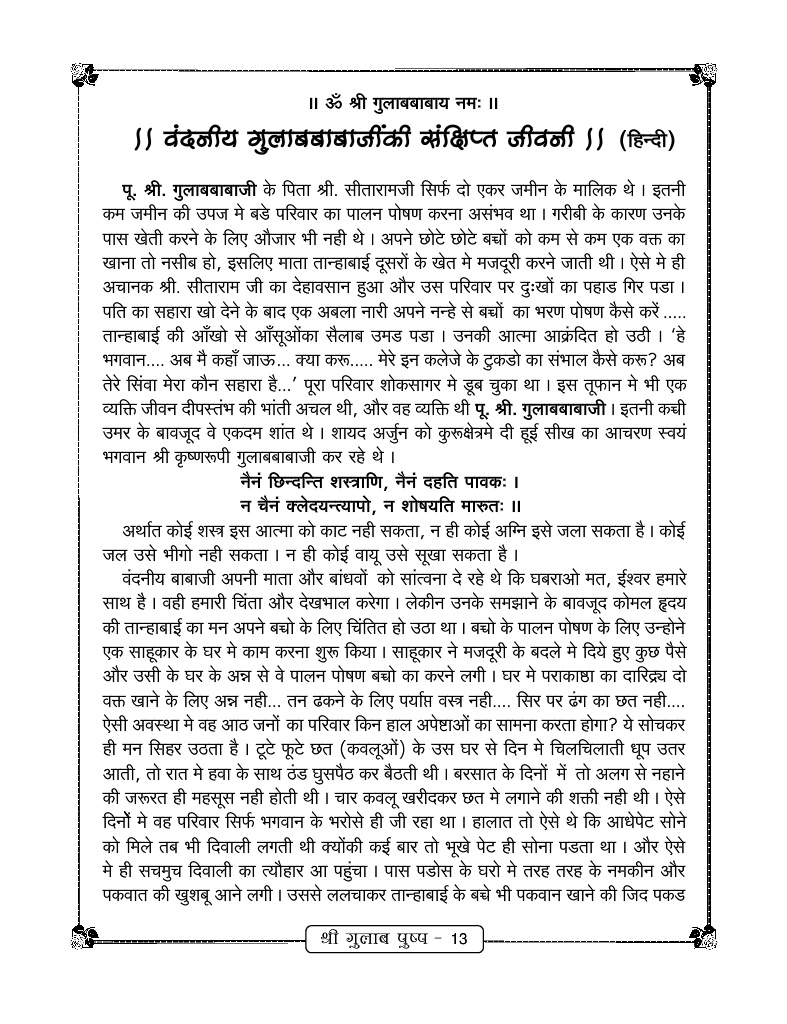 ॥ ॐ श्री गुलाबबाबाय नमः ॥
॥ वंदनीय गुलाबबाबाजींकी संक्षिप्त जीवनी ॥ (हिन्दी)
पू. श्री. गुलाबबाबाजी के पिता श्री. सीतारामजी सिर्फ दो एकर जमीन के मालिक थे । इतनी
कम जमीन की उपज मे बडे परिवार का पालन पोषण करना असंभव था । गरीबी के कारण उनके
पास खेती करने के लिए औजार भी नही थे । अपने छोटे छोटे बच्चों को कम से कम एक वक्त का
खाना तो नसीब हो, इसलिए माता तान्हाबाई दूसरों के खेत मे मजदूरी करने जाती थी । ऐसे मे ही
अचानक श्री. सीताराम जी का देहावसान हुआ और उस परिवार पर दुःखों का पहाड गिर पडा ।
पति का सहारा खो देने के बाद एक अबला नारी अपने नन्हे से बच्चों का भरण पोषण कैसे करें .....
तान्हाबाई की आँखो से आँसूओंका सैलाब उमड पडा । उनकी आत्मा आक्रंदित हो उठी । ‘हे
भगवान.... अब मै कहाँ जाऊ... क्या करू..... मेरे इन कलेजे के टुकडो का संभाल कैसे करू? अब
तेरे सिंवा मेरा कौन सहारा है...’ पूरा परिवार शोकसागर मे डूब चुका था । इस तूफान मे भी एक
व्यक्ति जीवन दीपस्तंभ की भांती अचल थी, और वह व्यक्ति थी पू. श्री. गुलाबबाबाजी । इतनी कच्ची
उमर के बावजूद वे एकदम शांत थे । शायद अर्जुन को कुरूक्षेत्रमे दी हूई सीख का आचरण स्वयं
भगवान श्री कृष्णरूपी गुलाबबाबाजी कर रहे थे ।
नैनं छिन्दन्ति शस्त्राणि, नैनं दहति पावकः ।
न चैनं क्लेदयन्त्यापो, न शोषयति मारुतः ॥
अर्थात कोई शस्त्र इस आत्मा को काट नही सकता, न ही कोई अग्नि इसे जला सकता है । कोई
जल उसे भीगो नही सकता । न ही कोई वायू उसे सूखा सकता है ।
वंदनीय बाबाजी अपनी माता और बांधवों को सांत्वना दे रहे थे कि घबराओ मत, ईश्वर हमारे
साथ है । वही हमारी चिंता और देखभाल करेगा । लेकीन उनके समझाने के बावजूद कोमल हृदय
की तान्हाबाई का मन अपने बच्चो के लिए चिंतित हो उठा था । बच्चो के पालन पोषण के लिए उन्होने
एक साहूकार के घर मे काम करना शुरू किया । साहूकार ने मजदूरी के बदले मे दिये हुए कुछ पैसे
और उसी के घर के अन्न से वे पालन पोषण बच्चो का करने लगी । घर मे पराकाष्ठा का दारिद्र्य दो
वक्त खाने के लिए अन्न नही... तन ढकने के लिए पर्याप्त वस्त्र नही.... सिर पर ढंग का छत नही....
ऐसी अवस्था मे वह आठ जनों का परिवार किन हाल अपेष्टाओं का सामना करता होगा? ये सोचकर
ही मन सिहर उठता है । टूटे फूटे छत (कवलूओं) के उस घर से दिन मे चिलचिलाती धूप उतर
आती, तो रात मे हवा के साथ ठंड घुसपैठ कर बैठती थी । बरसात के दिनों में तो अलग से नहाने
की जरूरत ही महसूस नही होती थी । चार कवलू खरीदकर छत मे लगाने की शक्ती नही थी । ऐसे
दिनों मे वह परिवार सिर्फ भगवान के भरोसे ही जी रहा था । हालात तो ऐसे थे कि आधेपेट सोने
को मिले तब भी दिवाली लगती थी क्योंकी कई बार तो भूखे पेट ही सोना पडता था । और ऐसे
मे ही सचमुच दिवाली का त्यौहार आ पहुंचा । पास पडोस के घरो मे तरह तरह के नमकीन और
पकवात की खुशबू आने लगी । उससे ललचाकर तान्हाबाई के बच्चे भी पकवान खाने की जिद पकड
श्री गुलाब पुष्प - 13